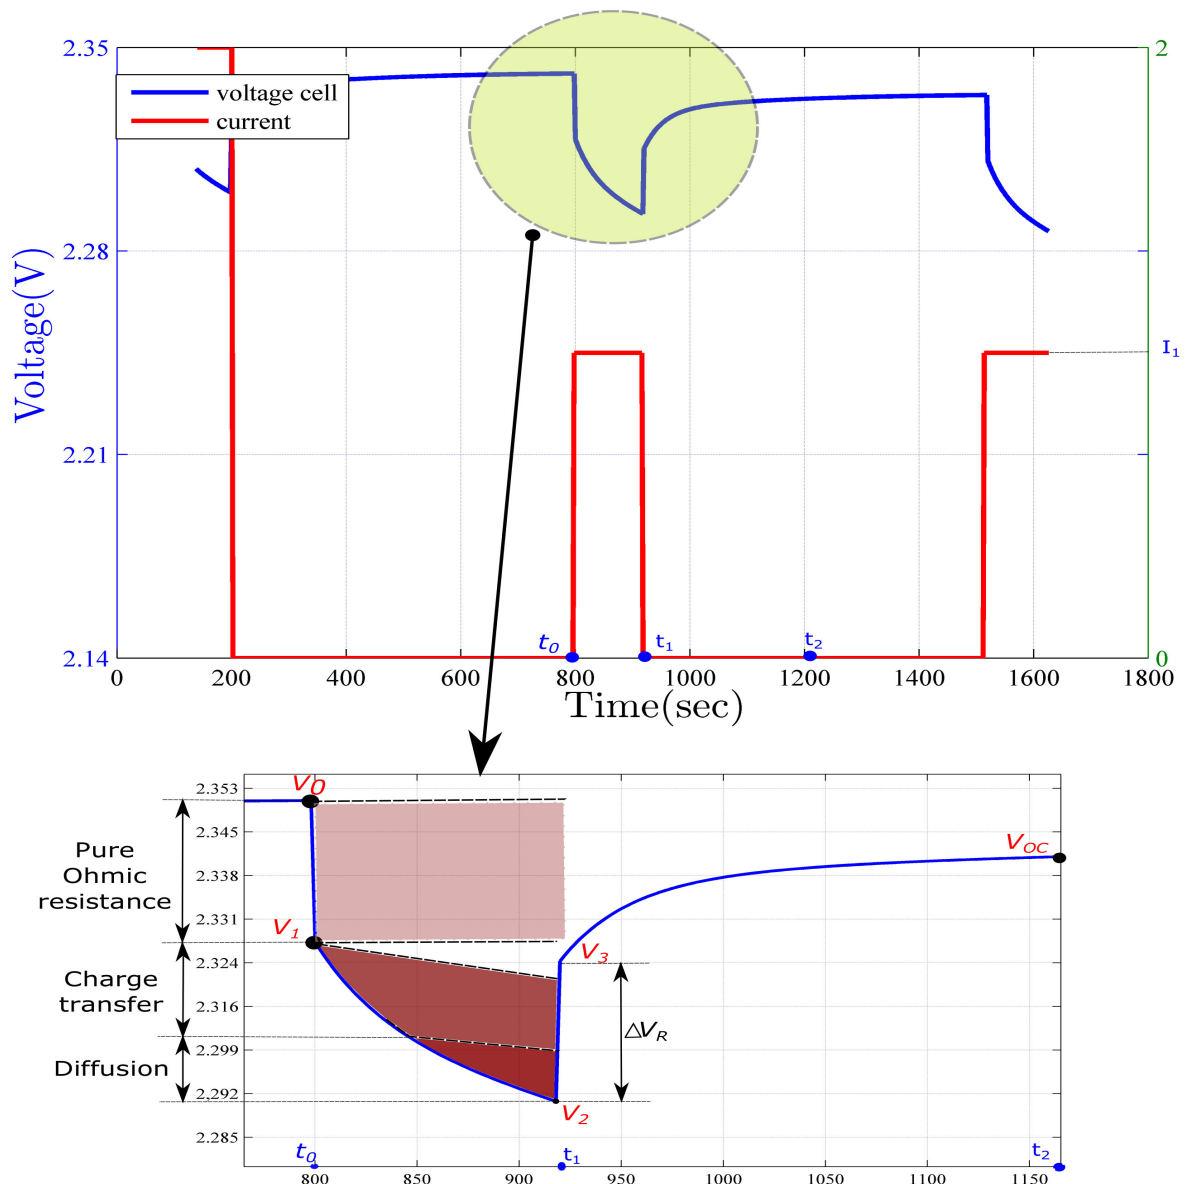 2.35
2
voltage cell
current
Voltage(V)
2.28
I1
2.21
t0
t1
t2
2.14
0
0
200
400
600
800
1000
1200
1400
1600
1800
Time(sec)
V0
2.353
2.345
2.338
2.331
2.324
2.316
2.299
2.292
2.285
Pure
Ohmic
resistance
VOC
V1
V3
Charge
transfer
ΔVR
Diffusion
V2
t0
t1
t2
800
850
900
950
1000
1050
1100
1150